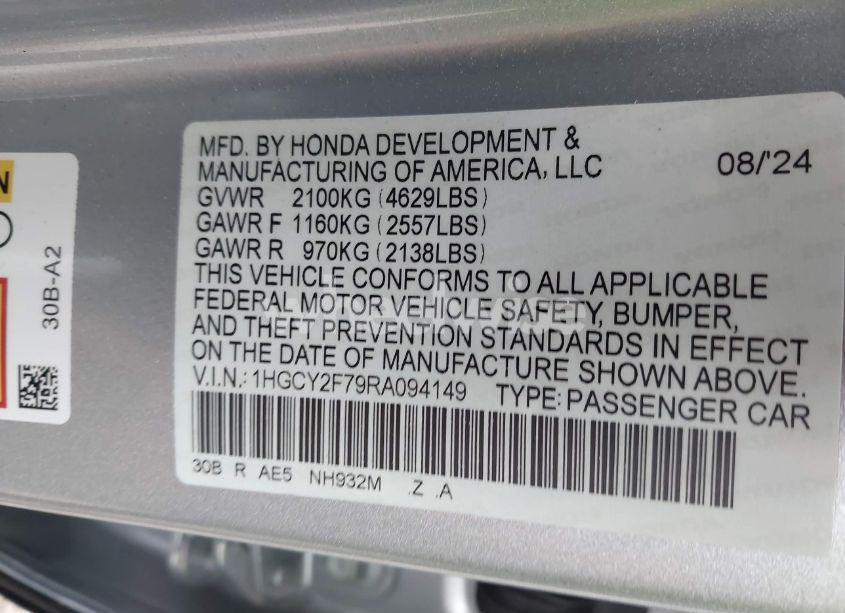 N
30B-A2
MFD. BY HONDA DEVELOPMENT &
MANUFACTURING OF AMERICA, LLC 08/'24
GVWR 2100KG (4629LBS)
GAWR F 1160KG (2557LBS)
GAWR R 970KG (2138LBS)
THIS VEHICLE CONFORMS TO ALL APPLICABLE
FEDERAL MOTOR VEHICLE SAFETY, BUMPER,
AND THEFT PREVENTION STANDARDS IN EFFECT
ON THE DATE OF MANUFACTURE SHOWN ABOVE.
V.I.N.: 1HGCY2F79RA094149 TYPE: PASSENGER CAR
30B R AE5 NH932M .Z .A